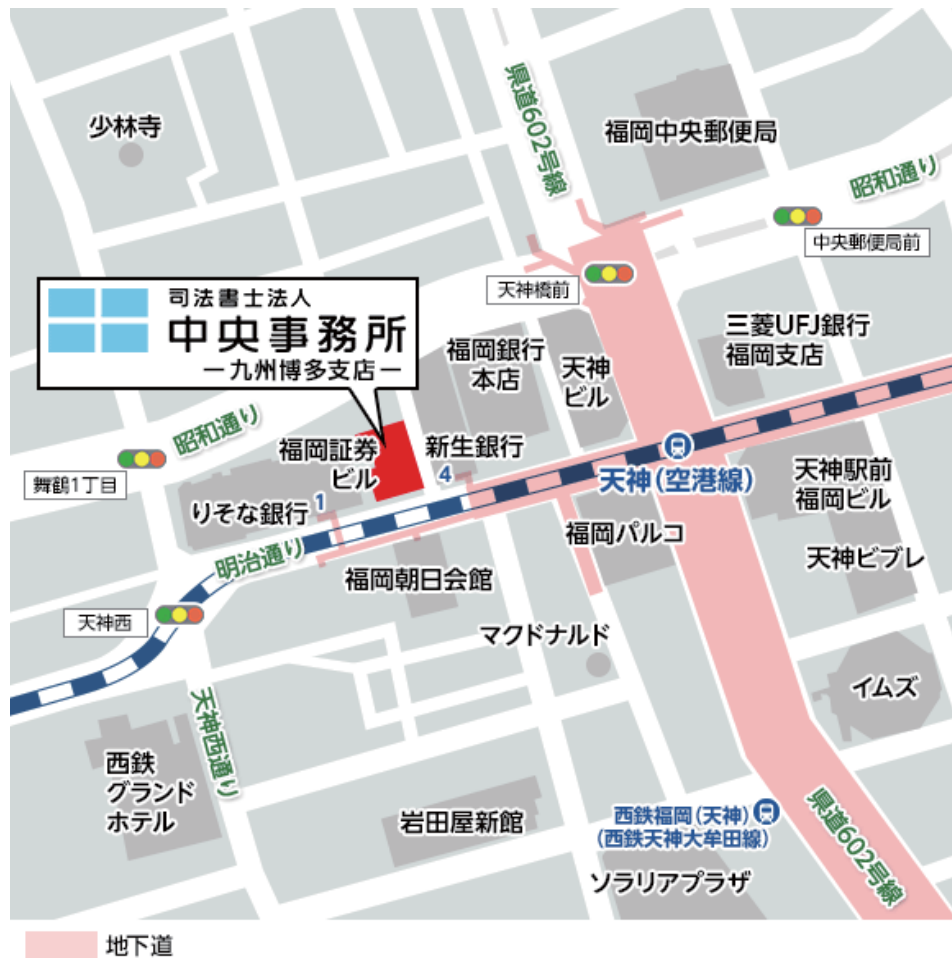 少林寺
県道602号線
福岡中央郵便局
昭和通り
中央郵便局前
天神橋前
司法書士法人
中央事務所
ー九州博多支店ー
福岡銀行
本店
天神
ビル
三菱UFJ銀行
福岡支店
昭和通り
舞鶴1丁目
福岡証券
ビル
新生銀行
4
1
りそな銀行
天神(空港線)
天神駅前
福岡ビル
明治通り
福岡朝日会館
福岡パルコ
天神ビブレ
天神西
マクドナルド
イムズ
天神西通り
西鉄
グランド
ホテル
岩田屋新館
西鉄福岡(天神)
(西鉄天神大牟田線)
県道602号線
ソラリアプラザ
地下道